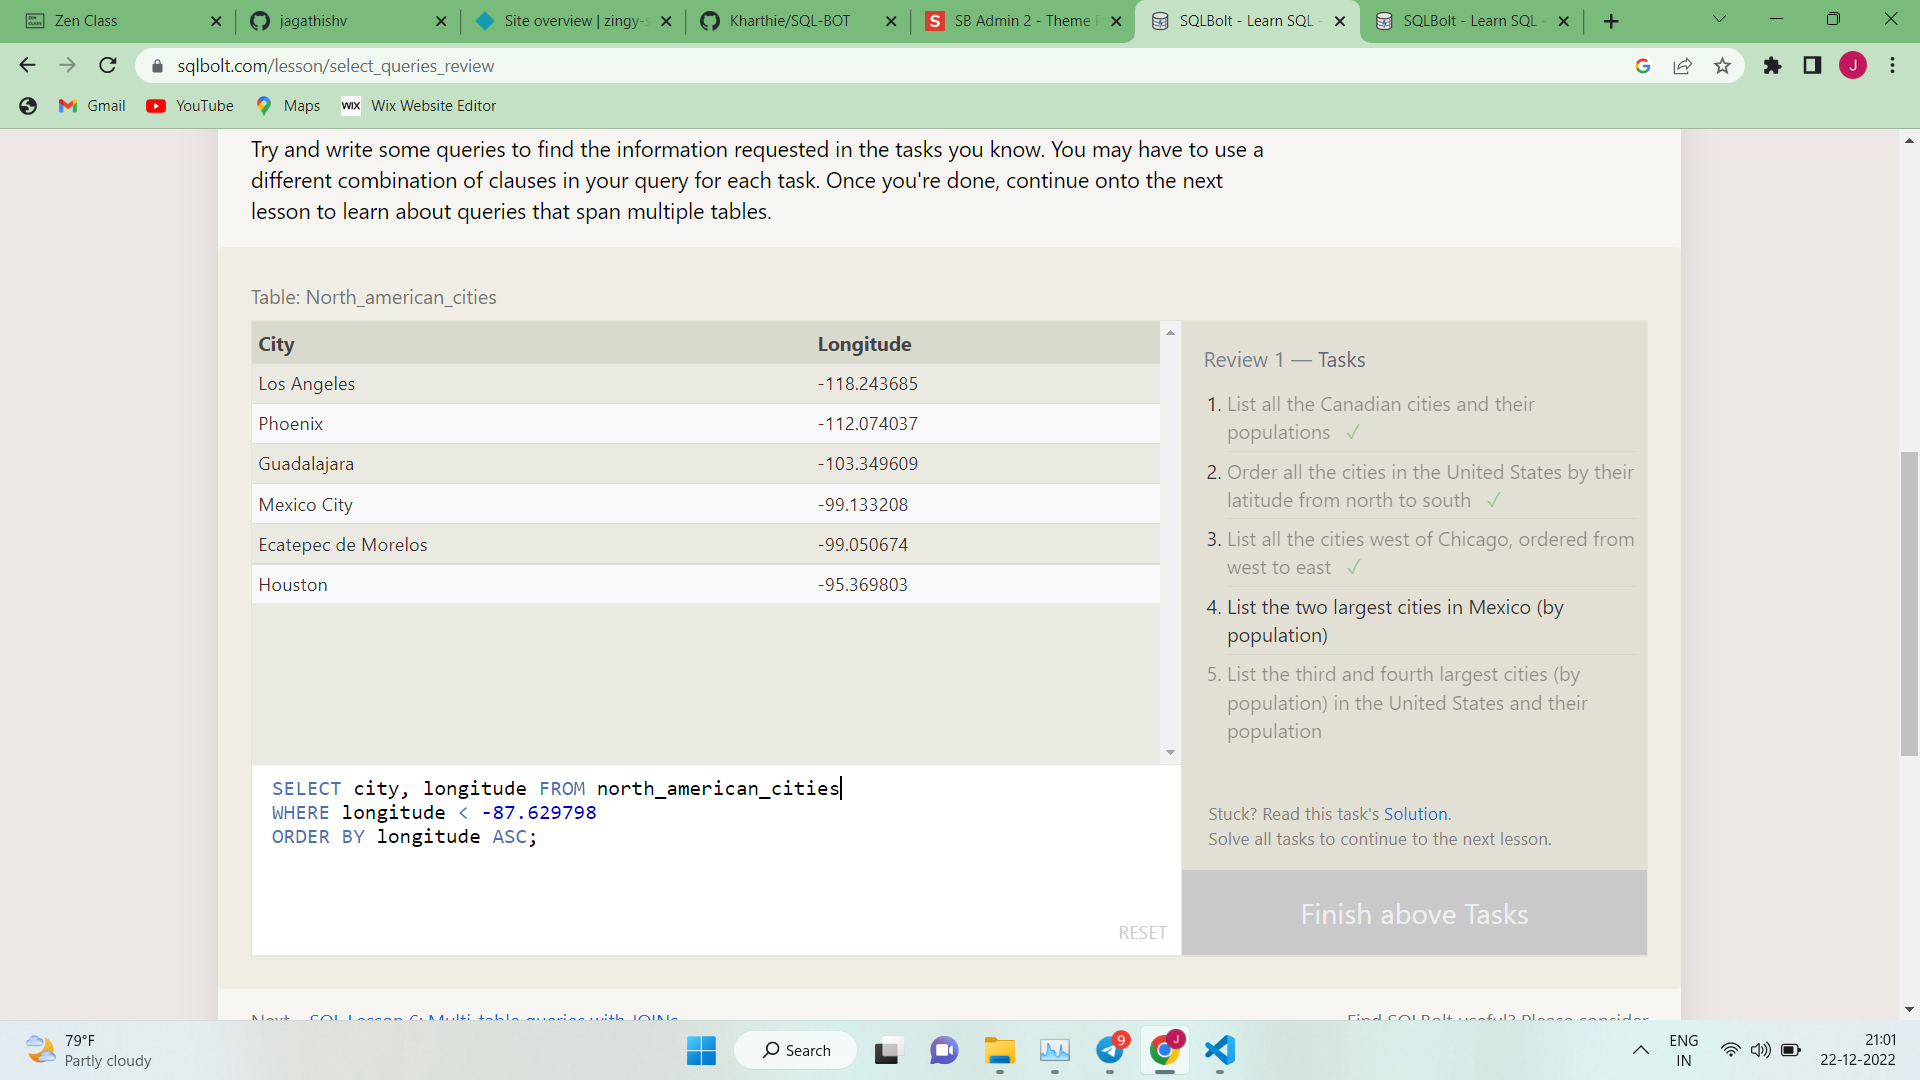 Zen Class
jagathishv
Site overview | zingy-s
Kharthie/SQL-BOT
SB Admin 2 - Theme P
SQLBolt - Learn SQL -
SQLBolt - Learn SQL -
sqlbolt.com/lesson/select_queries_review
J
Gmail
YouTube
Maps
WIX Wix Website Editor
Try and write some queries to find the information requested in the tasks you know. You may have to use a
different combination of clauses in your query for each task. Once you're done, continue onto the next
lesson to learn about queries that span multiple tables.
Table: North_american_cities
City Longitude
Los Angeles -118.243685
Phoenix -112.074037
Guadalajara -103.349609
Mexico City -99.133208
Ecatepec de Morelos -99.050674
Houston -95.369803
Review 1 — Tasks
1. List all the Canadian cities and their
populations ✓
2. Order all the cities in the United States by their
latitude from north to south ✓
3. List all the cities west of Chicago, ordered from
west to east ✓
4. List the two largest cities in Mexico (by
population)
5. List the third and fourth largest cities (by
population) in the United States and their
population
SELECT city, longitude FROM north_american_cities
WHERE longitude < -87.629798
ORDER BY longitude ASC;
RESET
Stuck? Read this task's Solution.
Solve all tasks to continue to the next lesson.
Finish above Tasks
Next – SQL Lesson 6: Multi-table queries with JOINs
Find SQLBolt useful? Please consider
79°F
Partly cloudy
Search
9
J
ENG
IN
21:01
22-12-2022